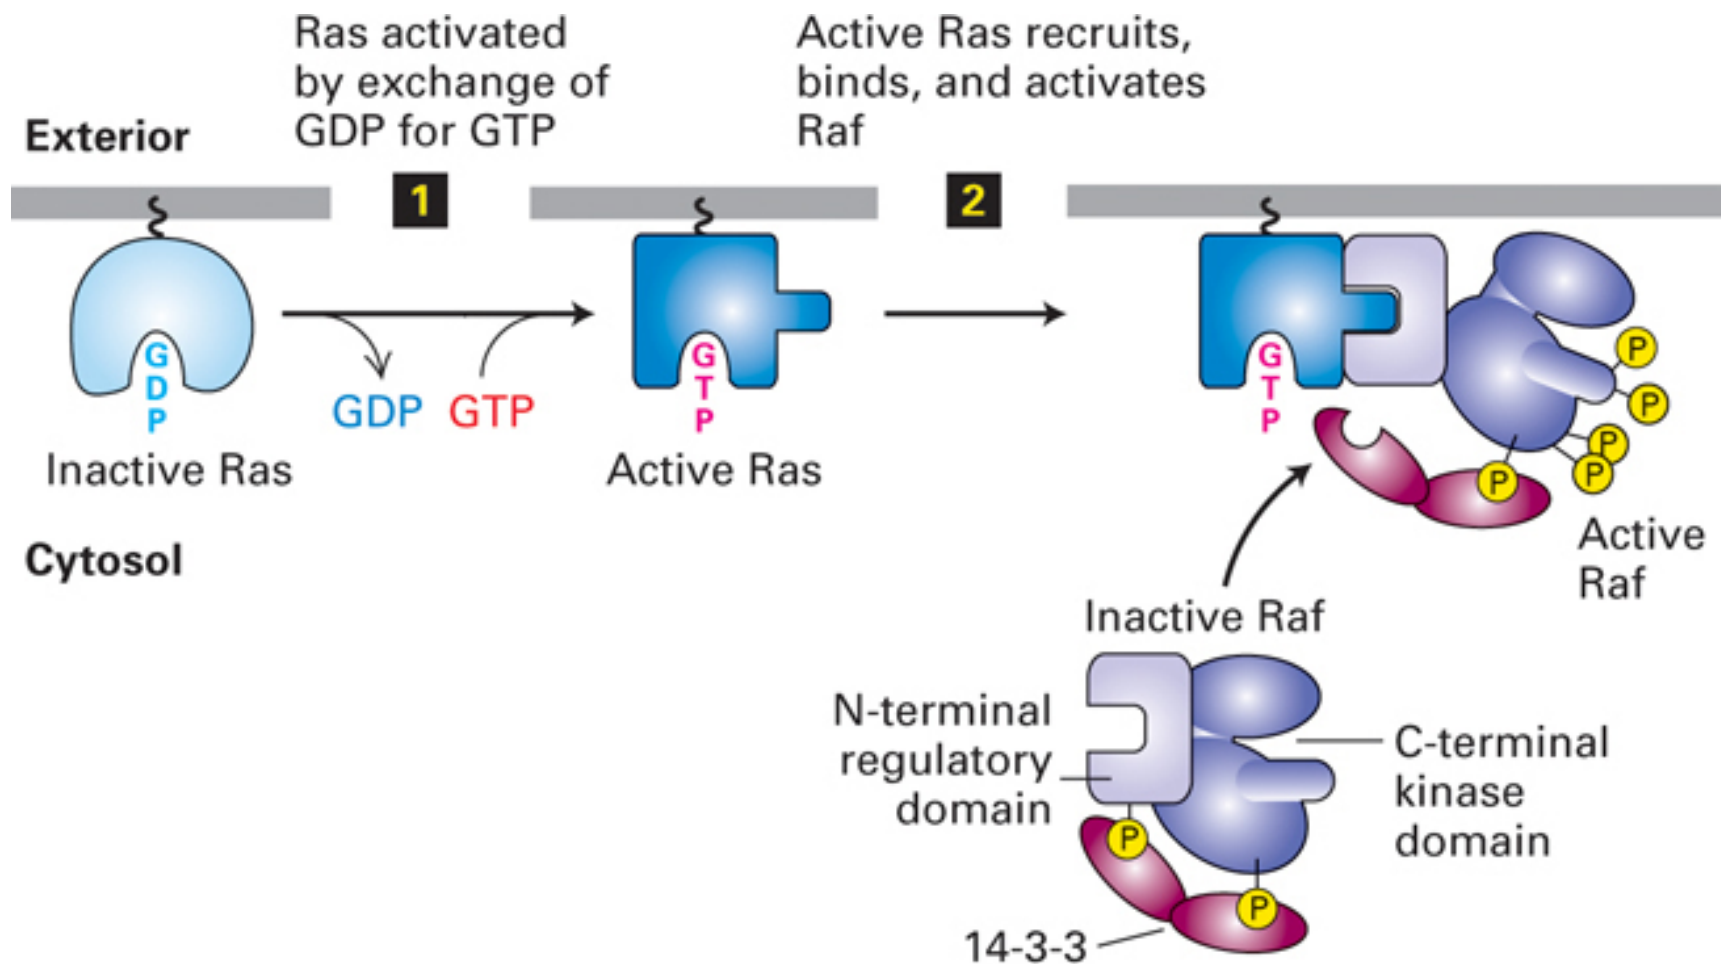 Ras activated
by exchange of
GDP for GTP
Active Ras recruits,
binds, and activates
Raf
Exterior
1
2
G
D
P
GDP
GTP
G
T
P
G
T
P
P
P
P
P
P
Inactive Ras
Active Ras
Active
Raf
Cytosol
Inactive Raf
N-terminal
regulatory
domain
C-terminal
kinase
domain
P
P
14-3-3